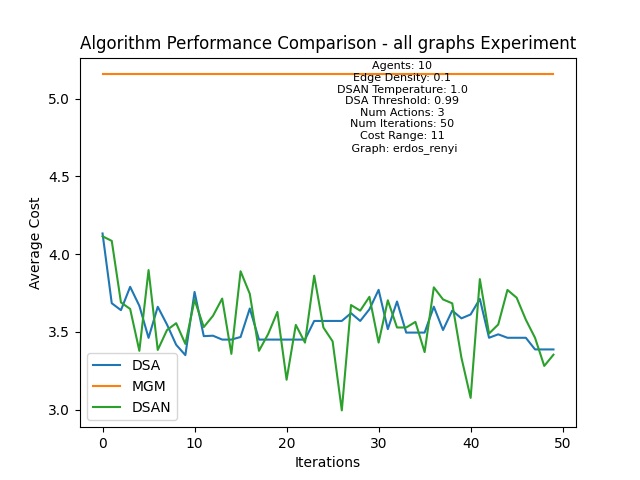 Algorithm Performance Comparison - all graphs Experiment
Agents: 10
Edge Density: 0.1
DSAN Temperature: 1.0
DSA Threshold: 0.99
Num Actions: 3
Num Iterations: 50
Cost Range: 11
Graph: erdos_renyi
Average Cost
5.0
4.5
4.0
3.5
3.0
DSA
MGM
DSAN
0 10 20 30 40 50
Iterations